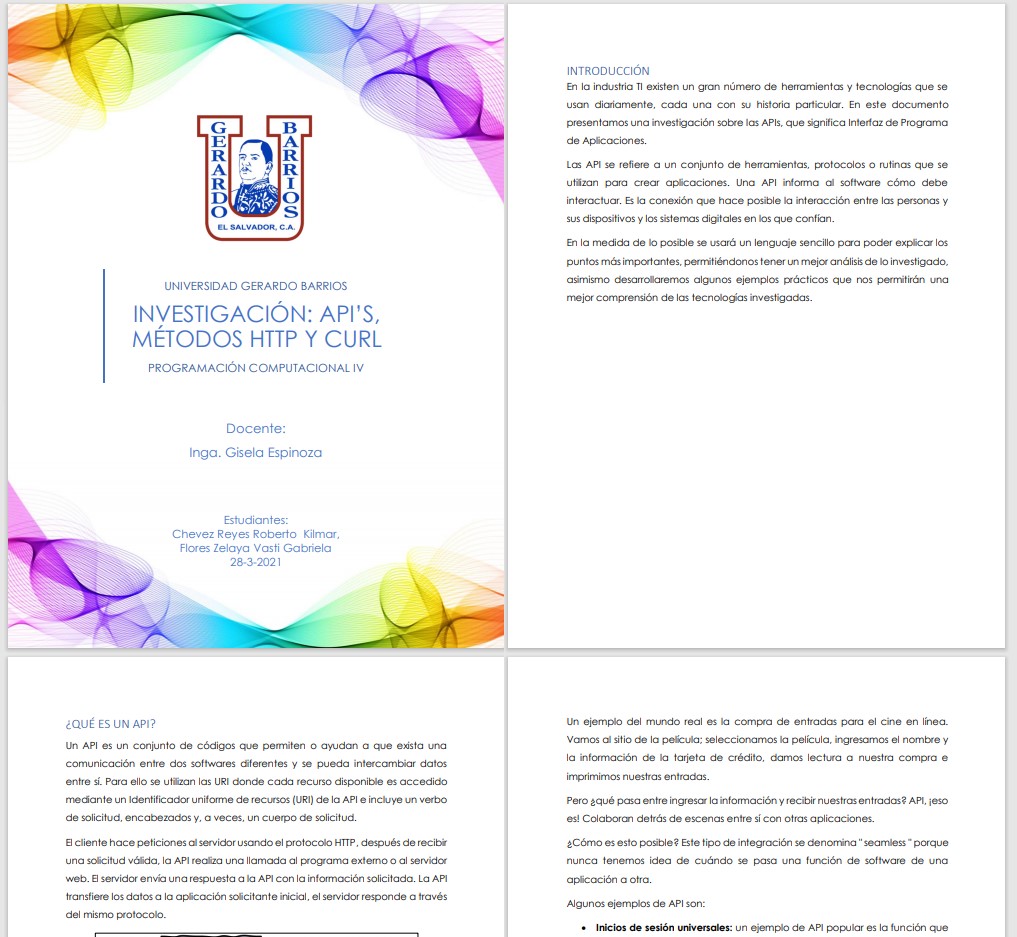 GERARDO
BARRIOS
EL SALVADOR, C.A.
UNIVERSIDAD GERARDO BARRIOS
INVESTIGACIÓN: API’S,
MÉTODOS HTTP Y CURL
PROGRAMACIÓN COMPUTACIONAL IV
Docente:
Inga. Gisela Espinoza
Estudiantes:
Chevez Reyes Roberto Kilmar,
Flores Zelaya Vasti Gabriela
28-3-2021
INTRODUCCIÓN
En la industria TI existen un gran número de herramientas y tecnologías que se
usan diariamente, cada una con su historia particular. En este documento
presentamos una investigación sobre las APIs, que significa Interfaz de Programa
de Aplicaciones.
Las API se refiere a un conjunto de herramientas, protocolos o rutinas que se
utilizan para crear aplicaciones. Una API informa al software cómo debe
interactuar. Es la conexión que hace posible la interacción entre las personas y
sus dispositivos y los sistemas digitales en los que confían.
En la medida de lo posible se usará un lenguaje sencillo para poder explicar los
puntos más importantes, permitiéndonos tener un mejor análisis de lo investigado,
asimismo desarrollaremos algunos ejemplos prácticos que nos permitirán una
mejor comprensión de las tecnologías investigadas.
¿QUÉ ES UN API?
Un API es un conjunto de códigos que permiten o ayudan a que exista una
comunicación entre dos softwares diferentes y se pueda intercambiar datos
entre sí. Para ello se utilizan las URI donde cada recurso disponible es accedido
mediante un Identificador uniforme de recursos (URI) de la API e incluye un verbo
de solicitud, encabezados y, a veces, un cuerpo de solicitud.
El cliente hace peticiones al servidor usando el protocolo HTTP, después de recibir
una solicitud válida, la API realiza una llamada al programa externo o al servidor
web. El servidor envía una respuesta a la API con la información solicitada. La API
transfiere los datos a la aplicación solicitante inicial, el servidor responde a través
del mismo protocolo.
Un ejemplo del mundo real es la compra de entradas para el cine en línea.
Vamos al sitio de la película; seleccionamos la película, ingresamos el nombre y
la información de la tarjeta de crédito, damos lectura a nuestra compra e
imprimimos nuestras entradas.
Pero ¿qué pasa entre ingresar la información y recibir nuestras entradas? API, ¡eso
es! Colaboran detrás de escenas entre sí con otras aplicaciones.
¿Cómo es esto posible? Este tipo de integración se denomina " seamless " porque
nunca tenemos idea de cuándo se pasa una función de software de una
aplicación a otra.
Algunos ejemplos de API son:
• Inicios de sesión universales: un ejemplo de API popular es la función que